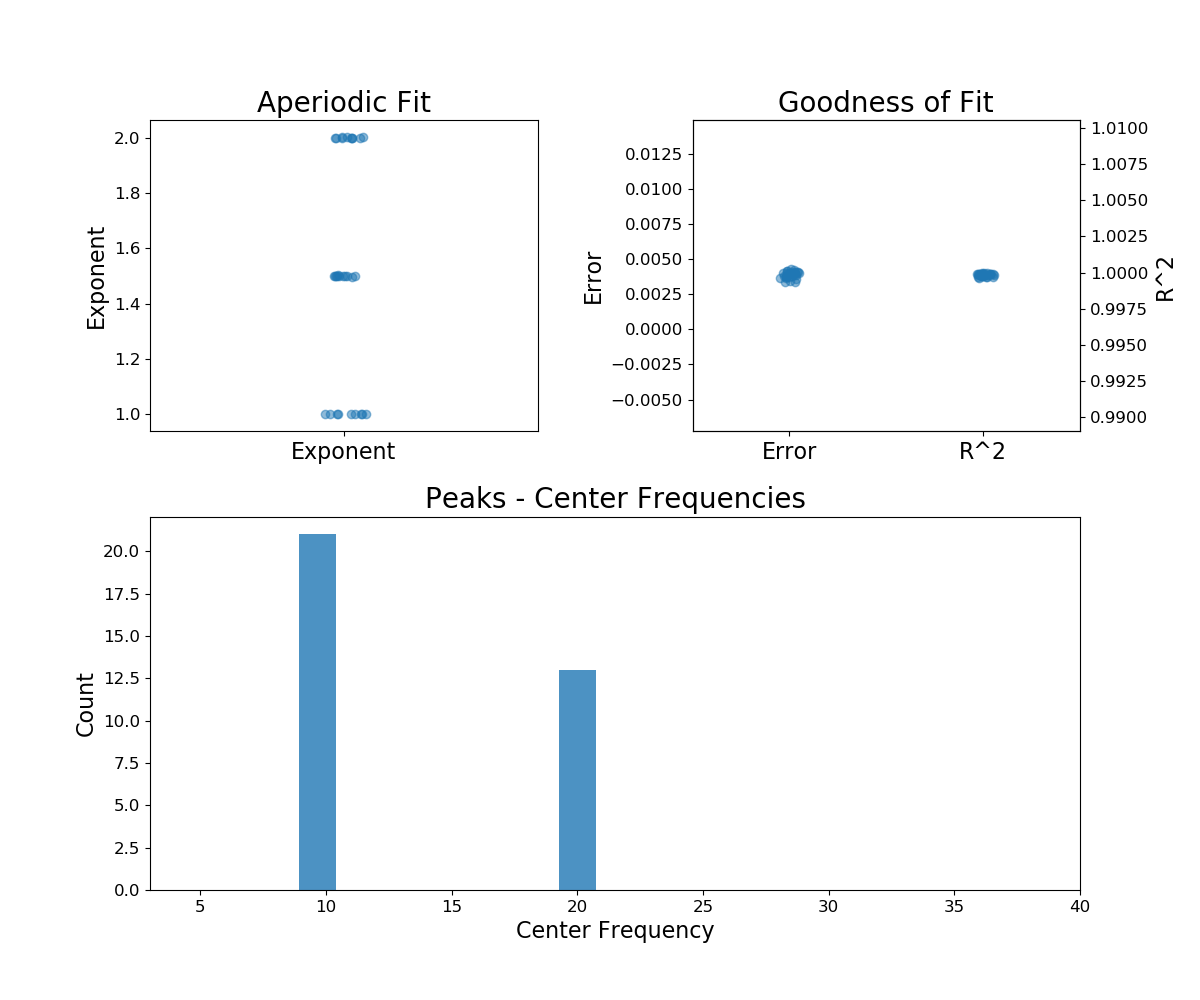 Aperiodic Fit
2.0
1.8
1.6
1.4
1.2
1.0
Exponent
Exponent
Goodness of Fit
0.0125
0.0100
0.0075
0.0050
0.0025
0.0000
−0.0025
−0.0050
Error
Error
R^2
1.0100
1.0075
1.0050
1.0025
1.0000
0.9975
0.9950
0.9925
0.9900
R^2
Peaks - Center Frequencies
20.0
17.5
15.0
12.5
10.0
7.5
5.0
2.5
0.0
Count
5 10 15 20 25 30 35 40
Center Frequency